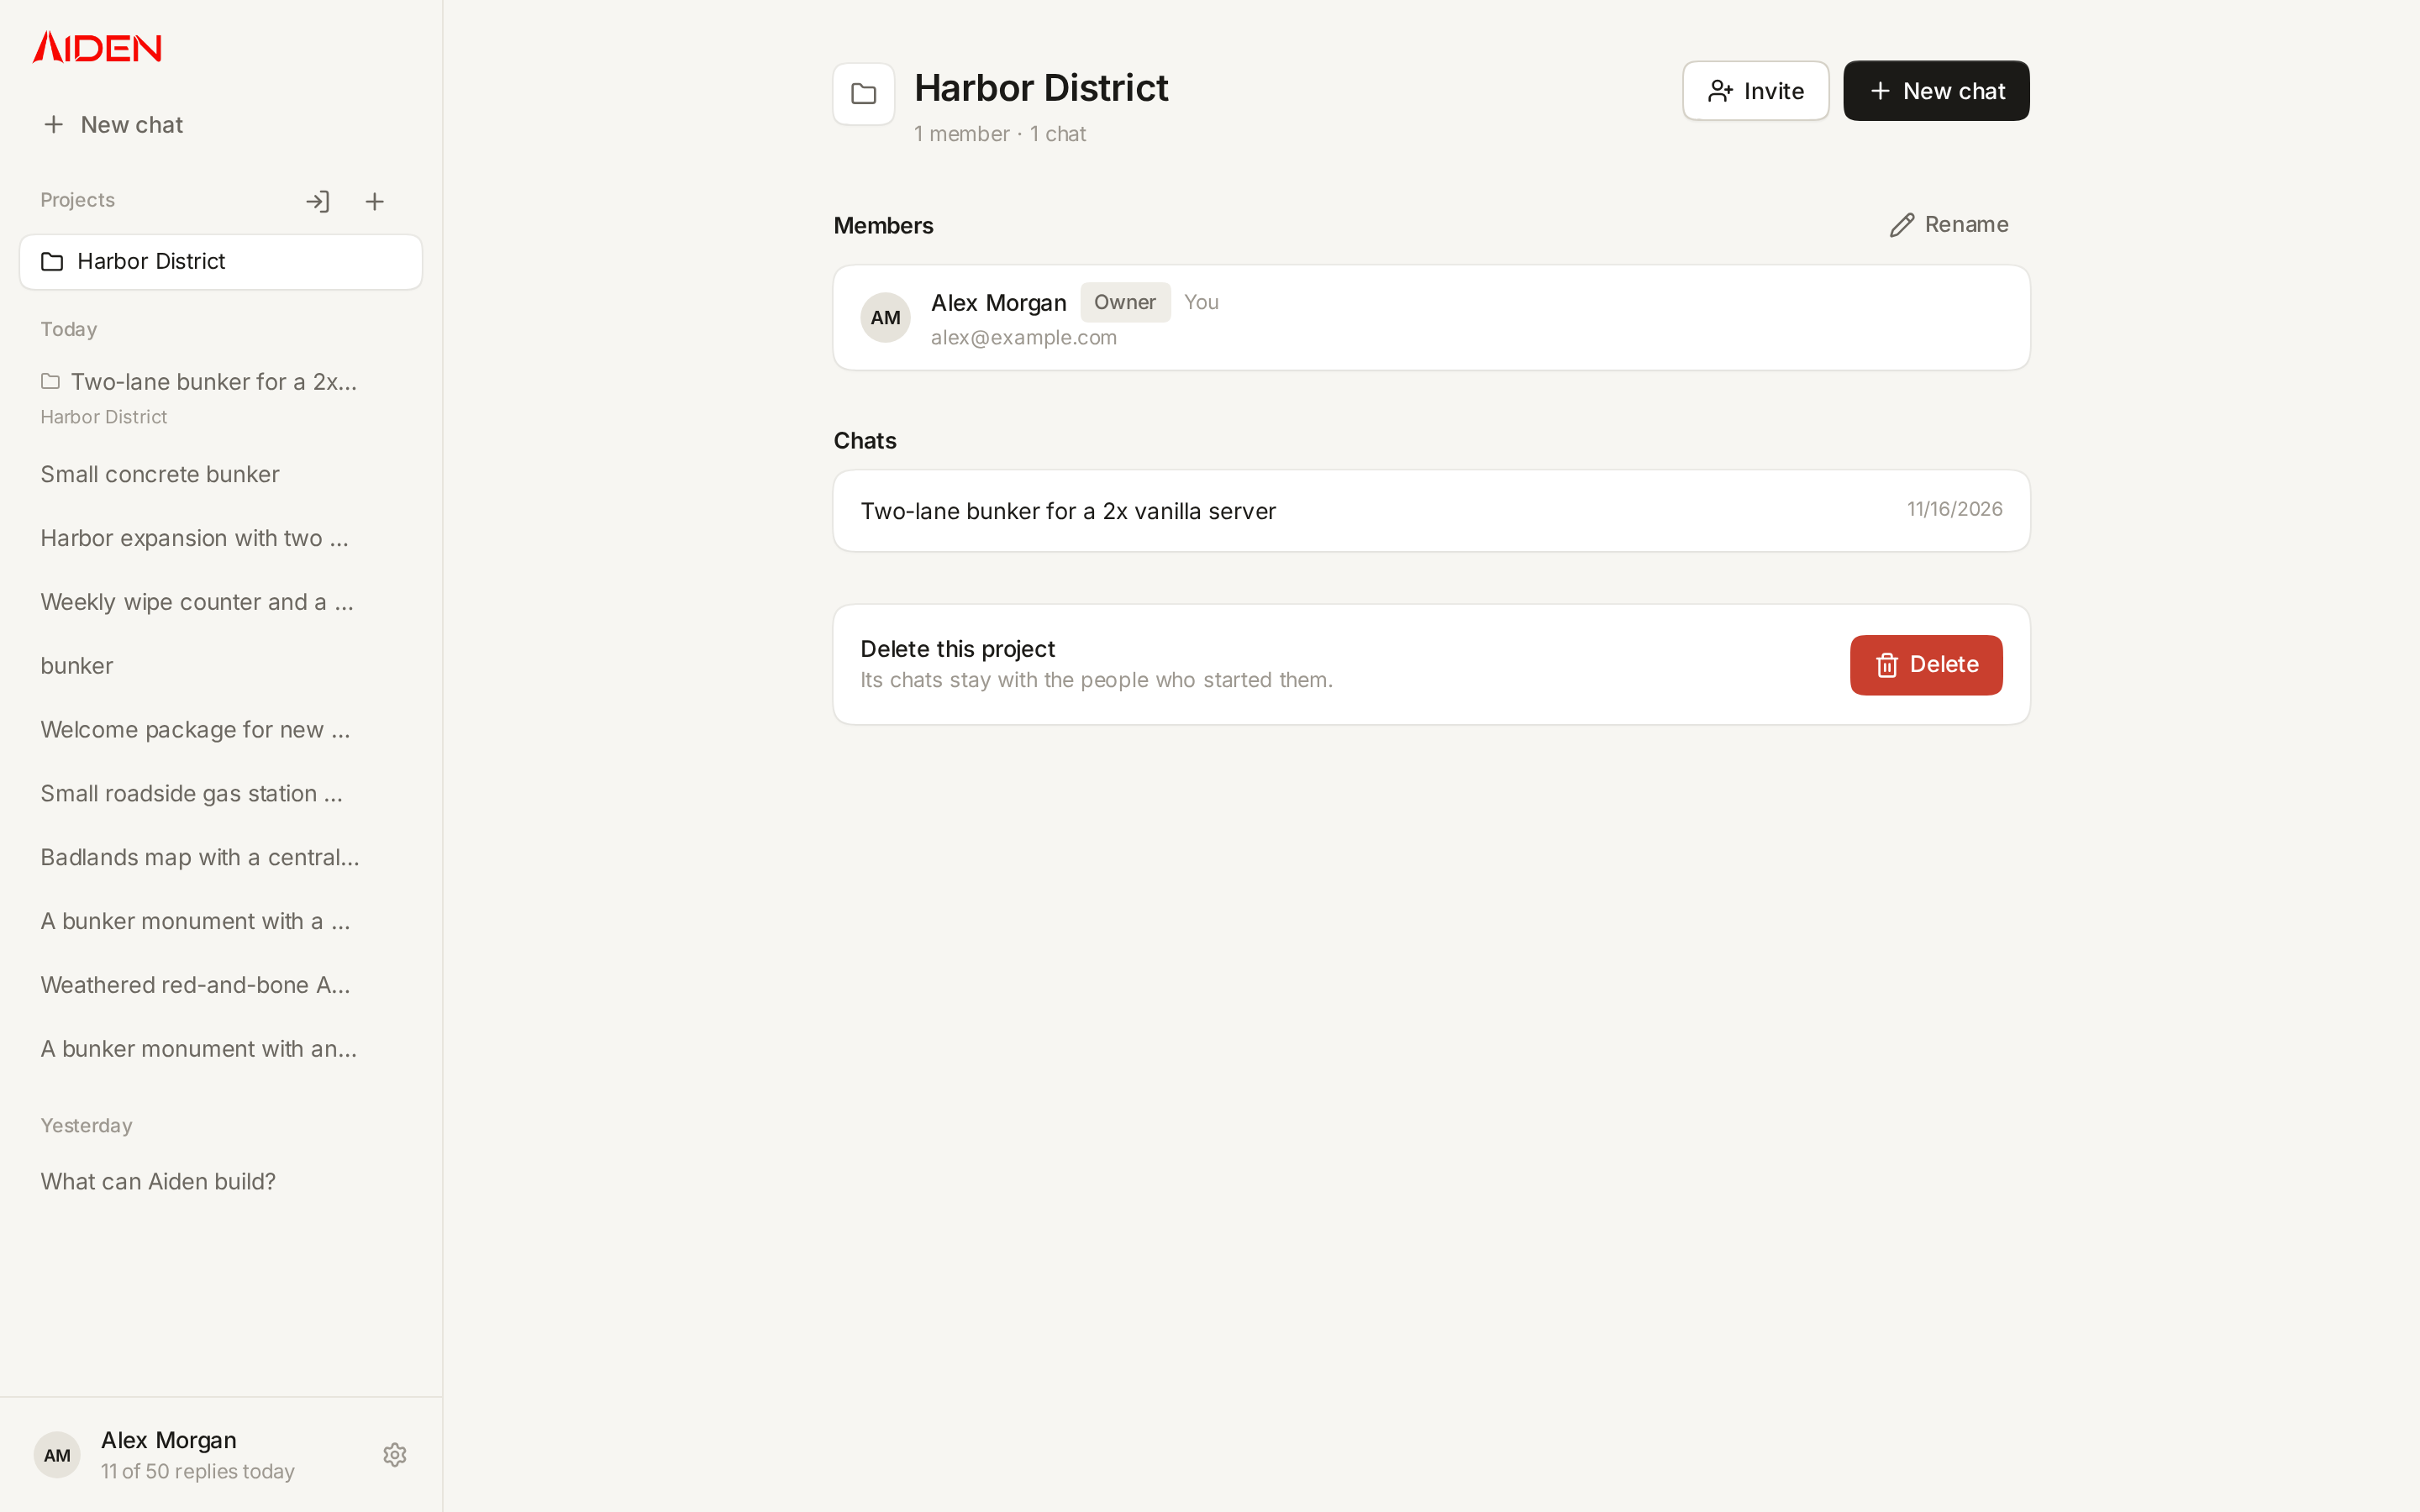 AIDEN
New chat
Projects
Harbor District
Today
Two-lane bunker for a 2x...
Harbor District
Small concrete bunker
Harbor expansion with two ...
Weekly wipe counter and a ...
bunker
Welcome package for new ...
Small roadside gas station ...
Badlands map with a central...
A bunker monument with a ...
Weathered red-and-bone A...
A bunker monument with an...
Yesterday
What can Aiden build?
AM
Alex Morgan
11 of 50 replies today
Harbor District
1 member · 1 chat
Invite
New chat
Members
Rename
AM
Alex Morgan Owner You
alex@example.com
Chats
Two-lane bunker for a 2x vanilla server
11/16/2026
Delete this project
Its chats stay with the people who started them.
Delete